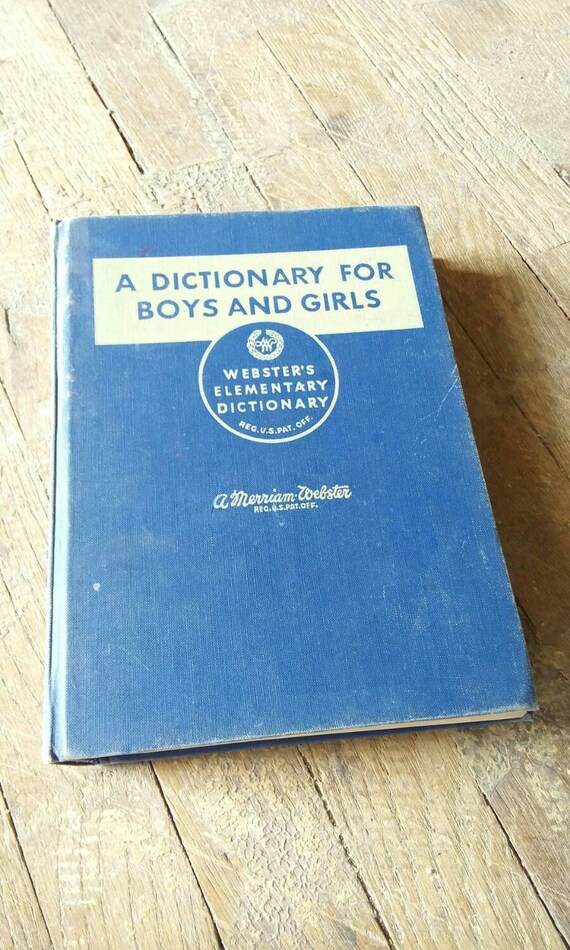 A DICTIONARY FOR
BOYS AND GIRLS
WEBSTER'S
ELEMENTARY
DICTIONARY
REG. U.S. PAT. OFF.
a Merriam-Webster
REG. U.S. PAT. OFF.